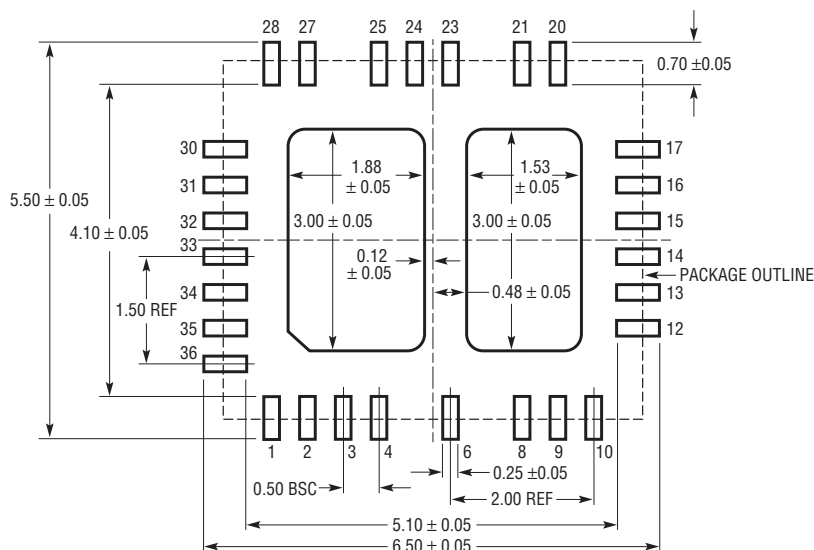 28 27 25 24 23 21 20
0.70 ±0.05
30 17
1.88
± 0.05
1.53
± 0.05
31 16
5.50 ± 0.05
32 3.00 ± 0.05 3.00 ± 0.05 15
4.10 ± 0.05
33 14
0.12
± 0.05
PACKAGE OUTLINE
34 0.48 ± 0.05 13
1.50 REF
35 12
36
1 2 3 4 6 8 9 10
0.25 ±0.05
0.50 BSC
2.00 REF
5.10 ± 0.05
6.50 ± 0.05